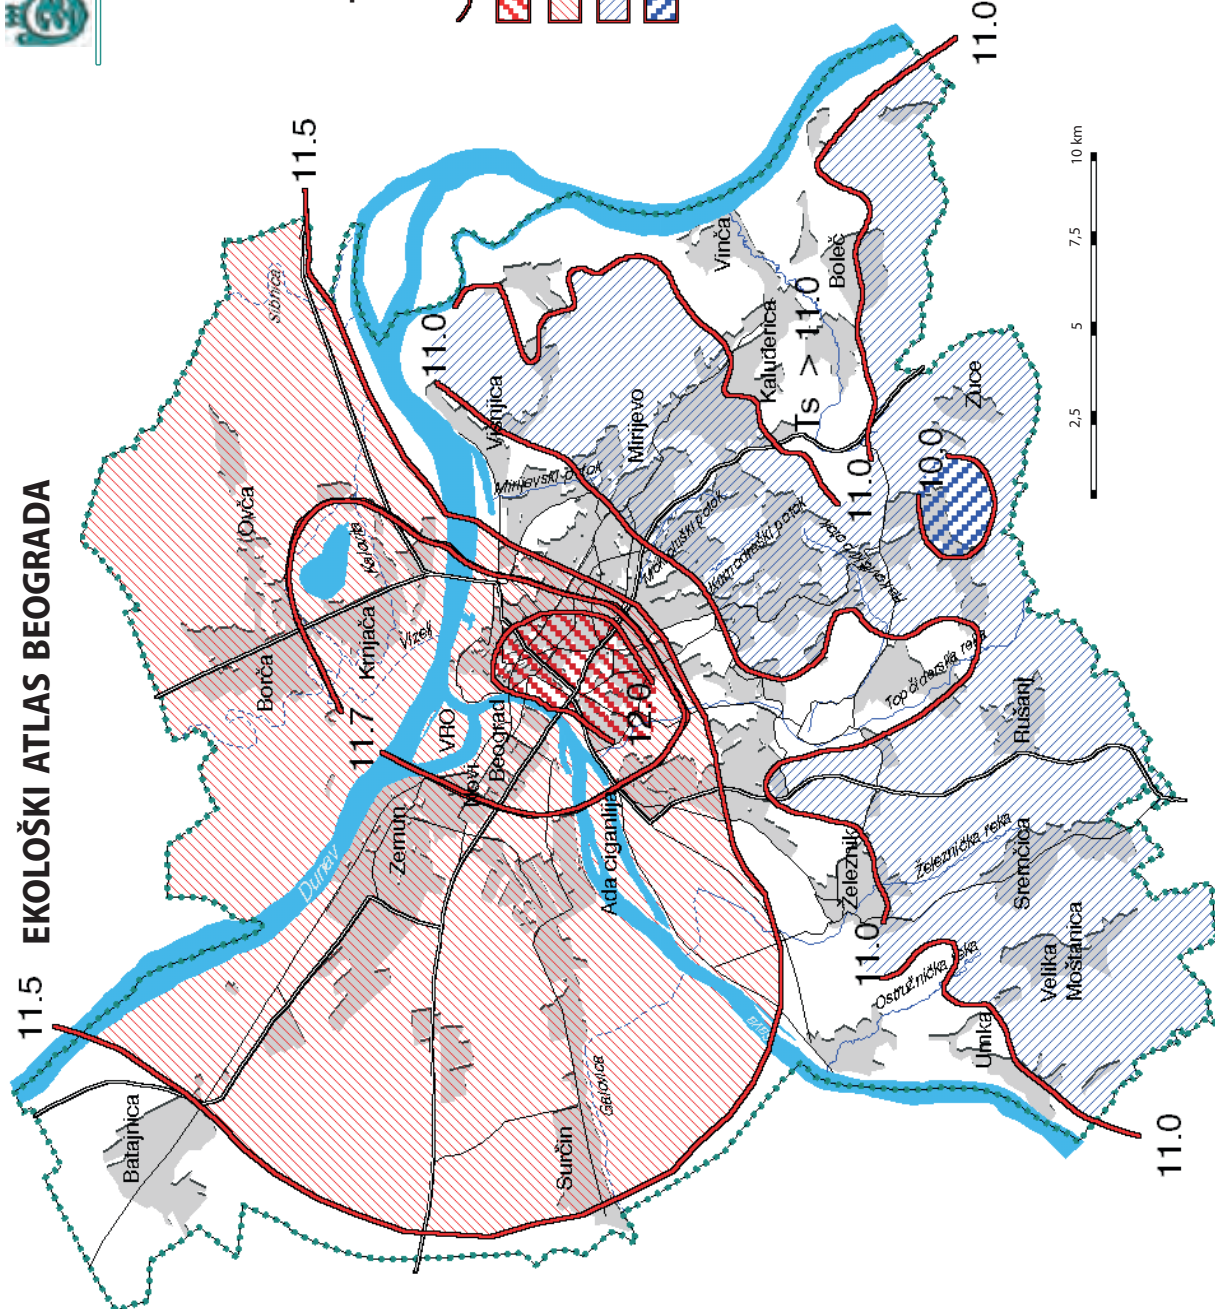 EKOLOŠKI ATLAS BEOGRADA
11.5
11.5
11.0
Sibnica
Ovča
Borča
Kalovita
Krnjača
Vizelj
11.7
VRO
Dunav
Zemun
Novi
Beograd
12.0
Ada ciganlija
Batajnica
Surčin
Galovica
SAVA
11.0
Višnjica
Mirijevski potok
Mirijevo
Vinča
Boleč
Kaluđerica
Ts > 11.0
11.0
10.0
Zuce
Topčiderska reka
Rušanj
Železnik
Železnička reka
Sremčica
11.0
Ostružnička reka
Velika
Moštanica
Umka
11.0
2,5
5
7,5
10 km